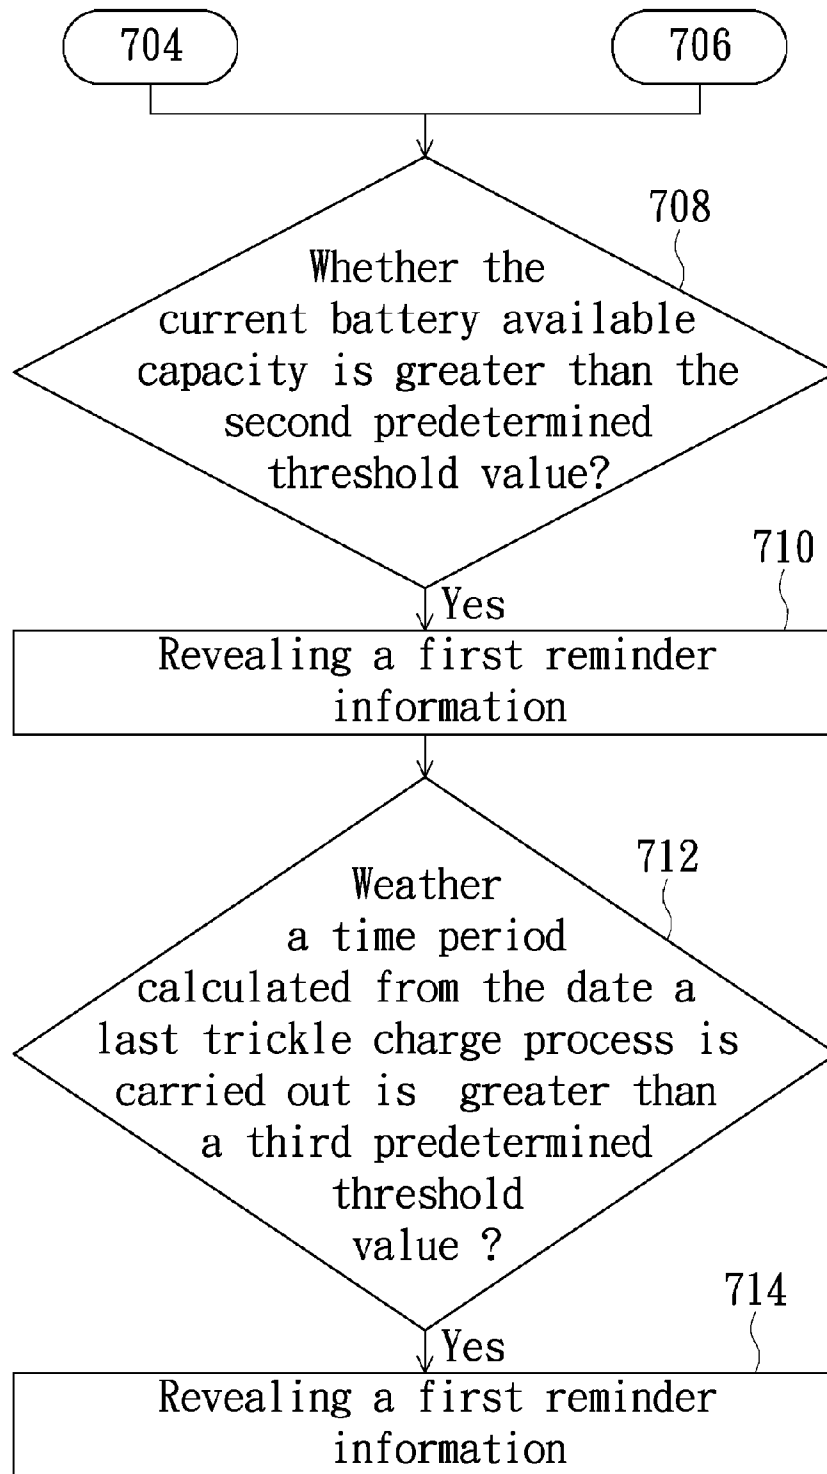 704
706
708
Whether the
current battery available
capacity is greater than the
second predetermined
threshold value?
Yes
710
Revealing a first reminder
information
712
Weather
a time period
calculated from the date a
last trickle charge process is
carried out is greater than
a third predetermined
threshold
value ?
Yes
714
Revealing a first reminder
information